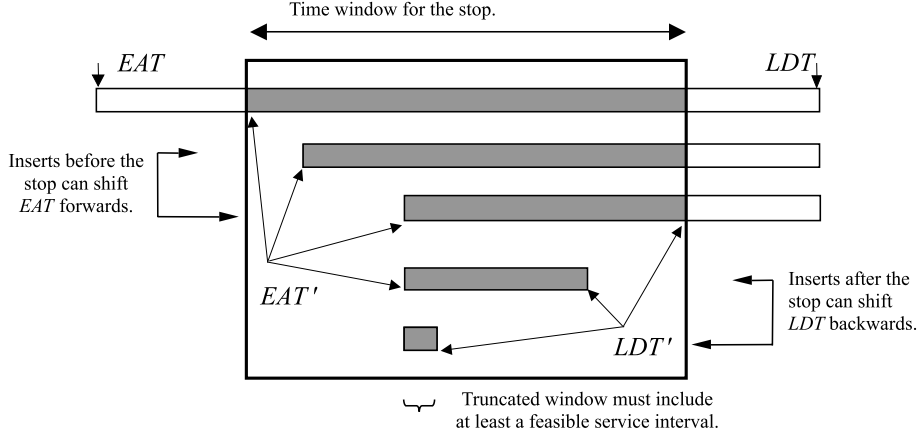 Time window for the stop.
EAT
LDT
Inserts before the
stop can shift
EAT forwards.
EAT'
Inserts after the
stop can shift
LDT backwards.
LDT'
Truncated window must include
at least a feasible service interval.